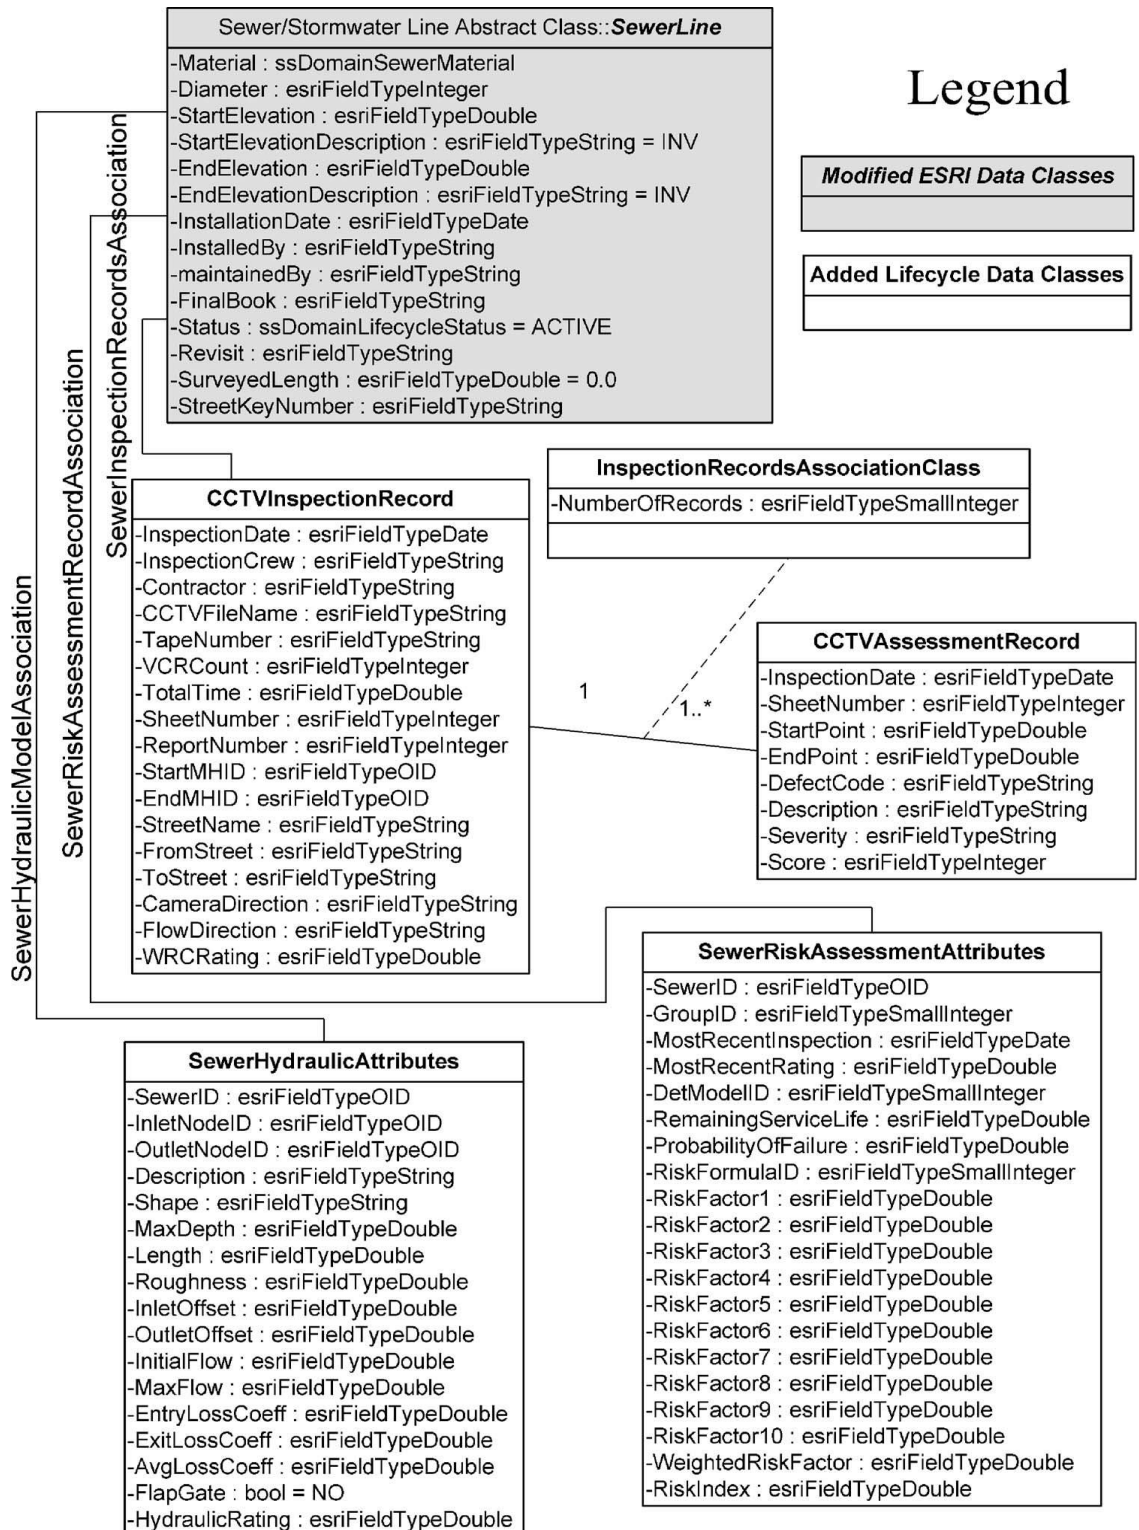 Sewer/Stormwater Line Abstract Class::SewerLine
-Material : ssDomainSewerMaterial
-Diameter : esriFieldTypeInteger
-StartElevation : esriFieldTypeDouble
-StartElevationDescription : esriFieldTypeString = INV
-EndElevation : esriFieldTypeDouble
-EndElevationDescription : esriFieldTypeString = INV
-InstallationDate : esriFieldTypeDate
-InstalledBy : esriFieldTypeString
-maintainedBy : esriFieldTypeString
-FinalBook : esriFieldTypeString
-Status : ssDomainLifecycleStatus = ACTIVE
-Revisit : esriFieldTypeString
-SurveyedLength : esriFieldTypeDouble = 0.0
-StreetKeyNumber : esriFieldTypeString
Legend
Modified ESRI Data Classes
Added Lifecycle Data Classes
SewerHydraulicModelAssociation
SewerRiskAssessmentRecordAssociation
SewerInspectionRecordsAssociation
CCTVInspectionRecord
-InspectionDate : esriFieldTypeDate
-InspectionCrew : esriFieldTypeString
-Contractor : esriFieldTypeString
-CCTVFileName : esriFieldTypeString
-TapeNumber : esriFieldTypeString
-VCRCount : esriFieldTypeInteger
-TotalTime : esriFieldTypeDouble
-SheetNumber : esriFieldTypeInteger
-ReportNumber : esriFieldTypeInteger
-StartMHID : esriFieldTypeOID
-EndMHID : esriFieldTypeOID
-StreetName : esriFieldTypeString
-FromStreet : esriFieldTypeString
-ToStreet : esriFieldTypeString
-CameraDirection : esriFieldTypeString
-FlowDirection : esriFieldTypeString
-WRCRating : esriFieldTypeDouble
InspectionRecordsAssociationClass
-NumberOfRecords : esriFieldTypeSmallInteger
1
1..*
CCTVAssessmentRecord
-InspectionDate : esriFieldTypeDate
-SheetNumber : esriFieldTypeInteger
-StartPoint : esriFieldTypeDouble
-EndPoint : esriFieldTypeDouble
-DefectCode : esriFieldTypeString
-Description : esriFieldTypeString
-Severity : esriFieldTypeString
-Score : esriFieldTypeInteger
SewerHydraulicAttributes
-SewerID : esriFieldTypeOID
-InletNodeID : esriFieldTypeOID
-OutletNodeID : esriFieldTypeOID
-Description : esriFieldTypeString
-Shape : esriFieldTypeString
-MaxDepth : esriFieldTypeDouble
-Length : esriFieldTypeDouble
-Roughness : esriFieldTypeDouble
-InletOffset : esriFieldTypeDouble
-OutletOffset : esriFieldTypeDouble
-InitialFlow : esriFieldTypeDouble
-MaxFlow : esriFieldTypeDouble
-EntryLossCoeff : esriFieldTypeDouble
-ExitLossCoeff : esriFieldTypeDouble
-AvgLossCoeff : esriFieldTypeDouble
-FlapGate : bool = NO
-HydraulicRating : esriFieldTypeDouble
SewerRiskAssessmentAttributes
-SewerID : esriFieldTypeOID
-GroupID : esriFieldTypeSmallInteger
-MostRecentInspection : esriFieldTypeDate
-MostRecentRating : esriFieldTypeDouble
-DetModelID : esriFieldTypeSmallInteger
-RemainingServiceLife : esriFieldTypeDouble
-ProbabilityOfFailure : esriFieldTypeDouble
-RiskFormulaID : esriFieldTypeSmallInteger
-RiskFactor1 : esriFieldTypeDouble
-RiskFactor2 : esriFieldTypeDouble
-RiskFactor3 : esriFieldTypeDouble
-RiskFactor4 : esriFieldTypeDouble
-RiskFactor5 : esriFieldTypeDouble
-RiskFactor6 : esriFieldTypeDouble
-RiskFactor7 : esriFieldTypeDouble
-RiskFactor8 : esriFieldTypeDouble
-RiskFactor9 : esriFieldTypeDouble
-RiskFactor10 : esriFieldTypeDouble
-WeightedRiskFactor : esriFieldTypeDouble
-RiskIndex : esriFieldTypeDouble